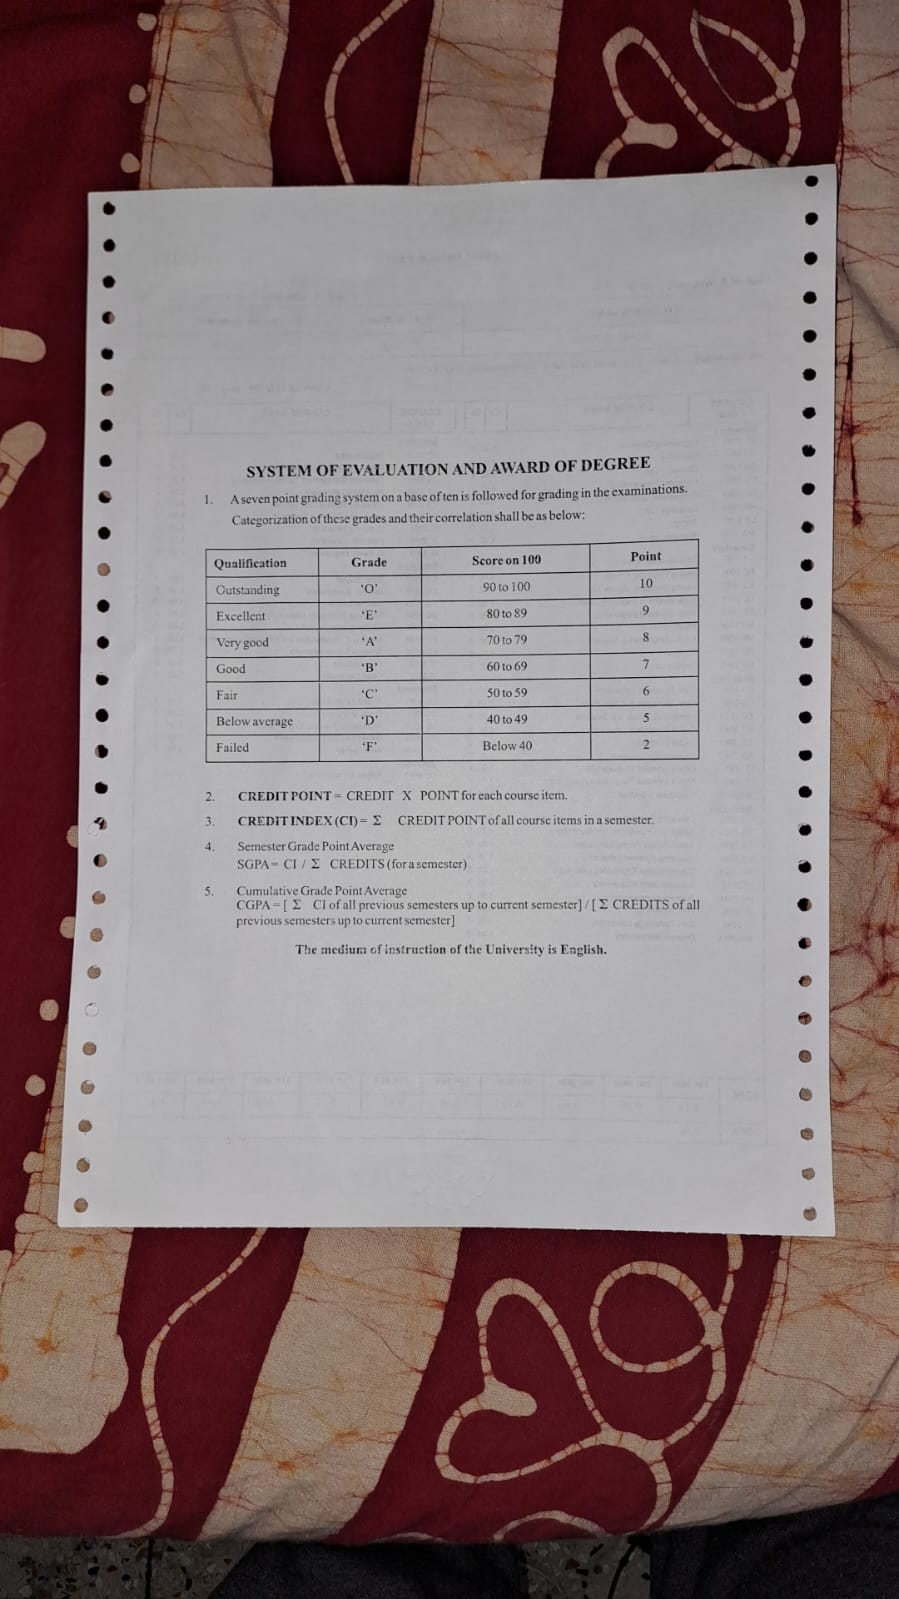 SYSTEM OF EVALUATION AND AWARD OF DEGREE
1. A seven point grading system on a base of ten is followed for grading in the examinations.
Categorization of these grades and their correlation shall be as below:
Qualification Grade Score on 100 Point
Outstanding ‘O’ 90 to 100 10
Excellent ‘E’ 80 to 89 9
Very good ‘A’ 70 to 79 8
Good ‘B’ 60 to 69 7
Fair ‘C’ 50 to 59 6
Below average ‘D’ 40 to 49 5
Failed ‘F’ Below 40 2
2. CREDIT POINT = CREDIT X POINT for each course item.
3. CREDIT INDEX (CI) = Σ CREDIT POINT of all course items in a semester.
4. Semester Grade Point Average
SGPA = CI / Σ CREDITS (for a semester)
5. Cumulative Grade Point Average
CGPA = [ Σ CI of all previous semesters up to current semester] / [ Σ CREDITS of all
previous semesters up to current semester]
The medium of instruction of the University is English.